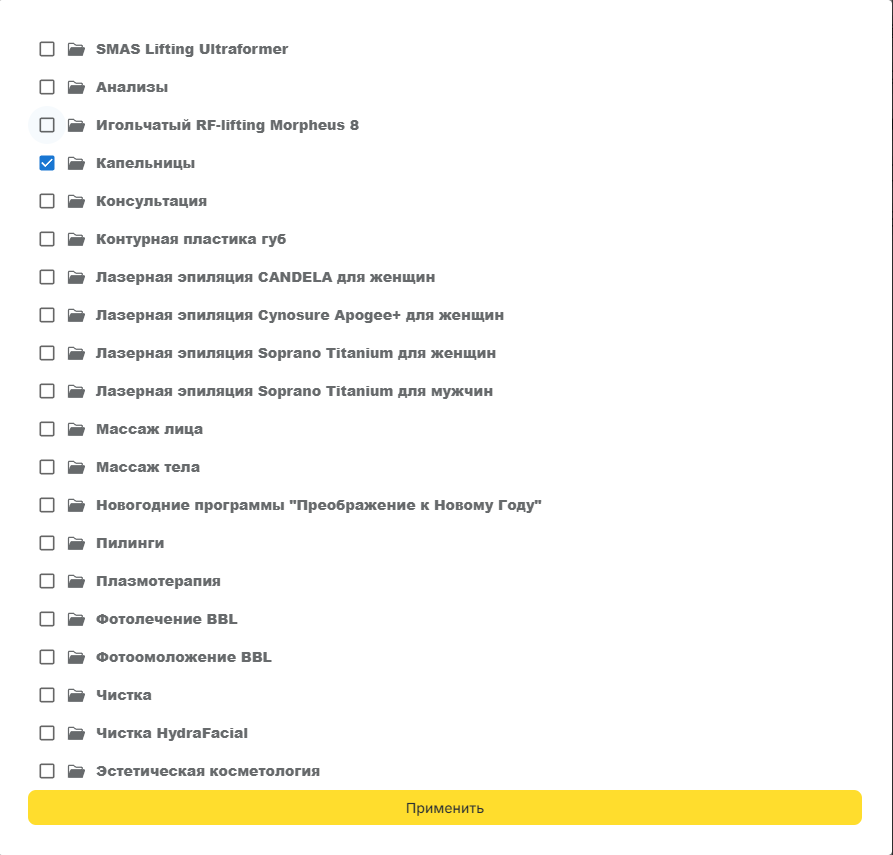 SMAS Lifting Ultraformer
Анализы
Игольчатый RF-lifting Morpheus 8
Капельницы
Консультация
Контурная пластика губ
Лазерная эпиляция CANDELA для женщин
Лазерная эпиляция Cynosure Apogee+ для женщин
Лазерная эпиляция Soprano Titanium для женщин
Лазерная эпиляция Soprano Titanium для мужчин
Массаж лица
Массаж тела
Новогодние программы "Преображение к Новому Году"
Пилинги
Плазмотерапия
Фотолечение BBL
Фотоомоложение BBL
Чистка
Чистка HydraFacial
Эстетическая косметология
Применить